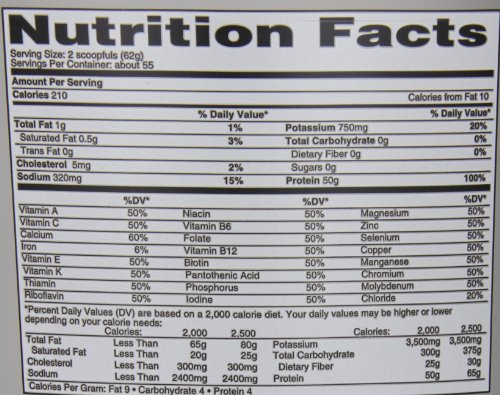 Nutrition Facts
Serving Size: 2 scoopfuls (62g)
Servings Per Container: about 55
Amount Per Serving
Calories 210 Calories from Fat 10
% Daily Value* % Daily Value*
Total Fat 1g 1% Potassium 750mg 20%
Saturated Fat 0.5g 3% Total Carbohydrate 0g 0%
Trans Fat 0g Dietary Fiber 0g 0%
Cholesterol 5mg 2% Sugars 0g
Sodium 320mg 15% Protein 50g 100%
%DV* %DV* %DV*
Vitamin A 50% Niacin 50% Magnesium 50%
Vitamin C 50% Vitamin B6 50% Zinc 50%
Calcium 60% Folate 50% Selenium 50%
Iron 6% Vitamin B12 50% Copper 50%
Vitamin E 50% Biotin 50% Manganese 50%
Vitamin K 50% Pantothenic Acid 50% Chromium 50%
Thiamin 50% Phosphorus 50% Molybdenum 50%
Riboflavin 50% Iodine 50% Chloride 20%
*Percent Daily Values (DV) are based on a 2,000 calorie diet. Your daily values may be higher or lower
depending on your calorie needs:
Calories: 2,000 2,500 Calories: 2,000 2,500
Total Fat Less Than 65g 80g Potassium 3,500mg 3,500mg
Saturated Fat Less Than 20g 25g Total Carbohydrate 300g 375g
Cholesterol Less Than 300mg 300mg Dietary Fiber 25g 30g
Sodium Less Than 2400mg 2400mg Protein 50g 65g
Calories Per Gram: Fat 9 • Carbohydrate 4 • Protein 4